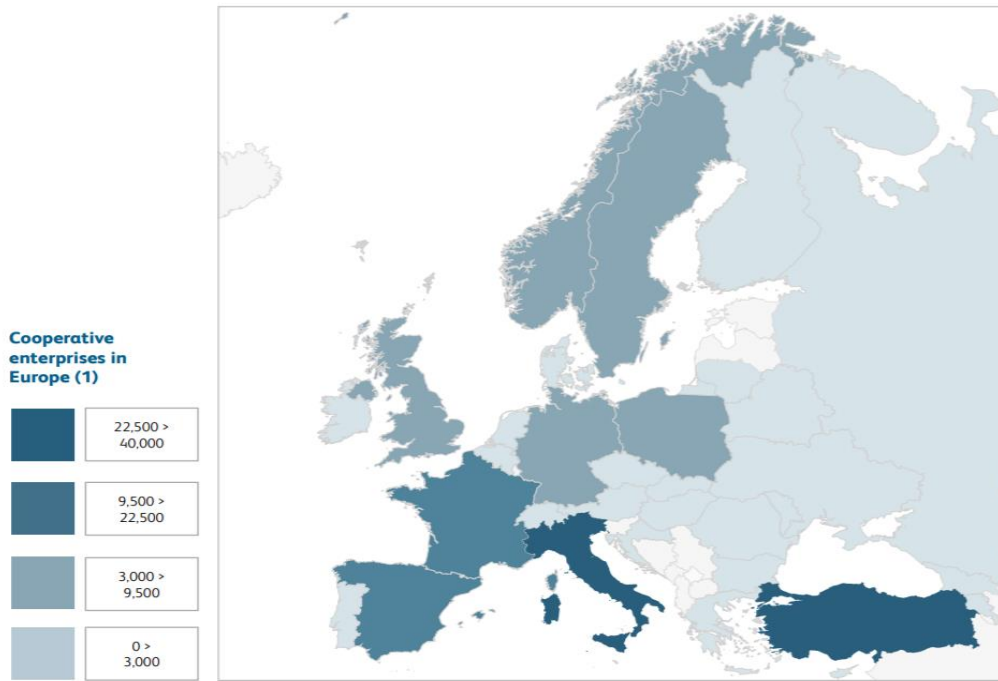 Cooperative
enterprises in
Europe (1)
22,500 >
40,000
9,500 >
22,500
3,000 >
9,500
0 >
3,000